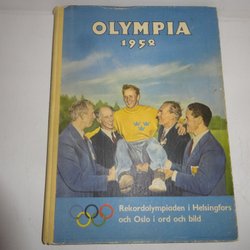 OLYMPIA
1952
Rekordolympiaden i Helsingfors
och Oslo i ord och bild